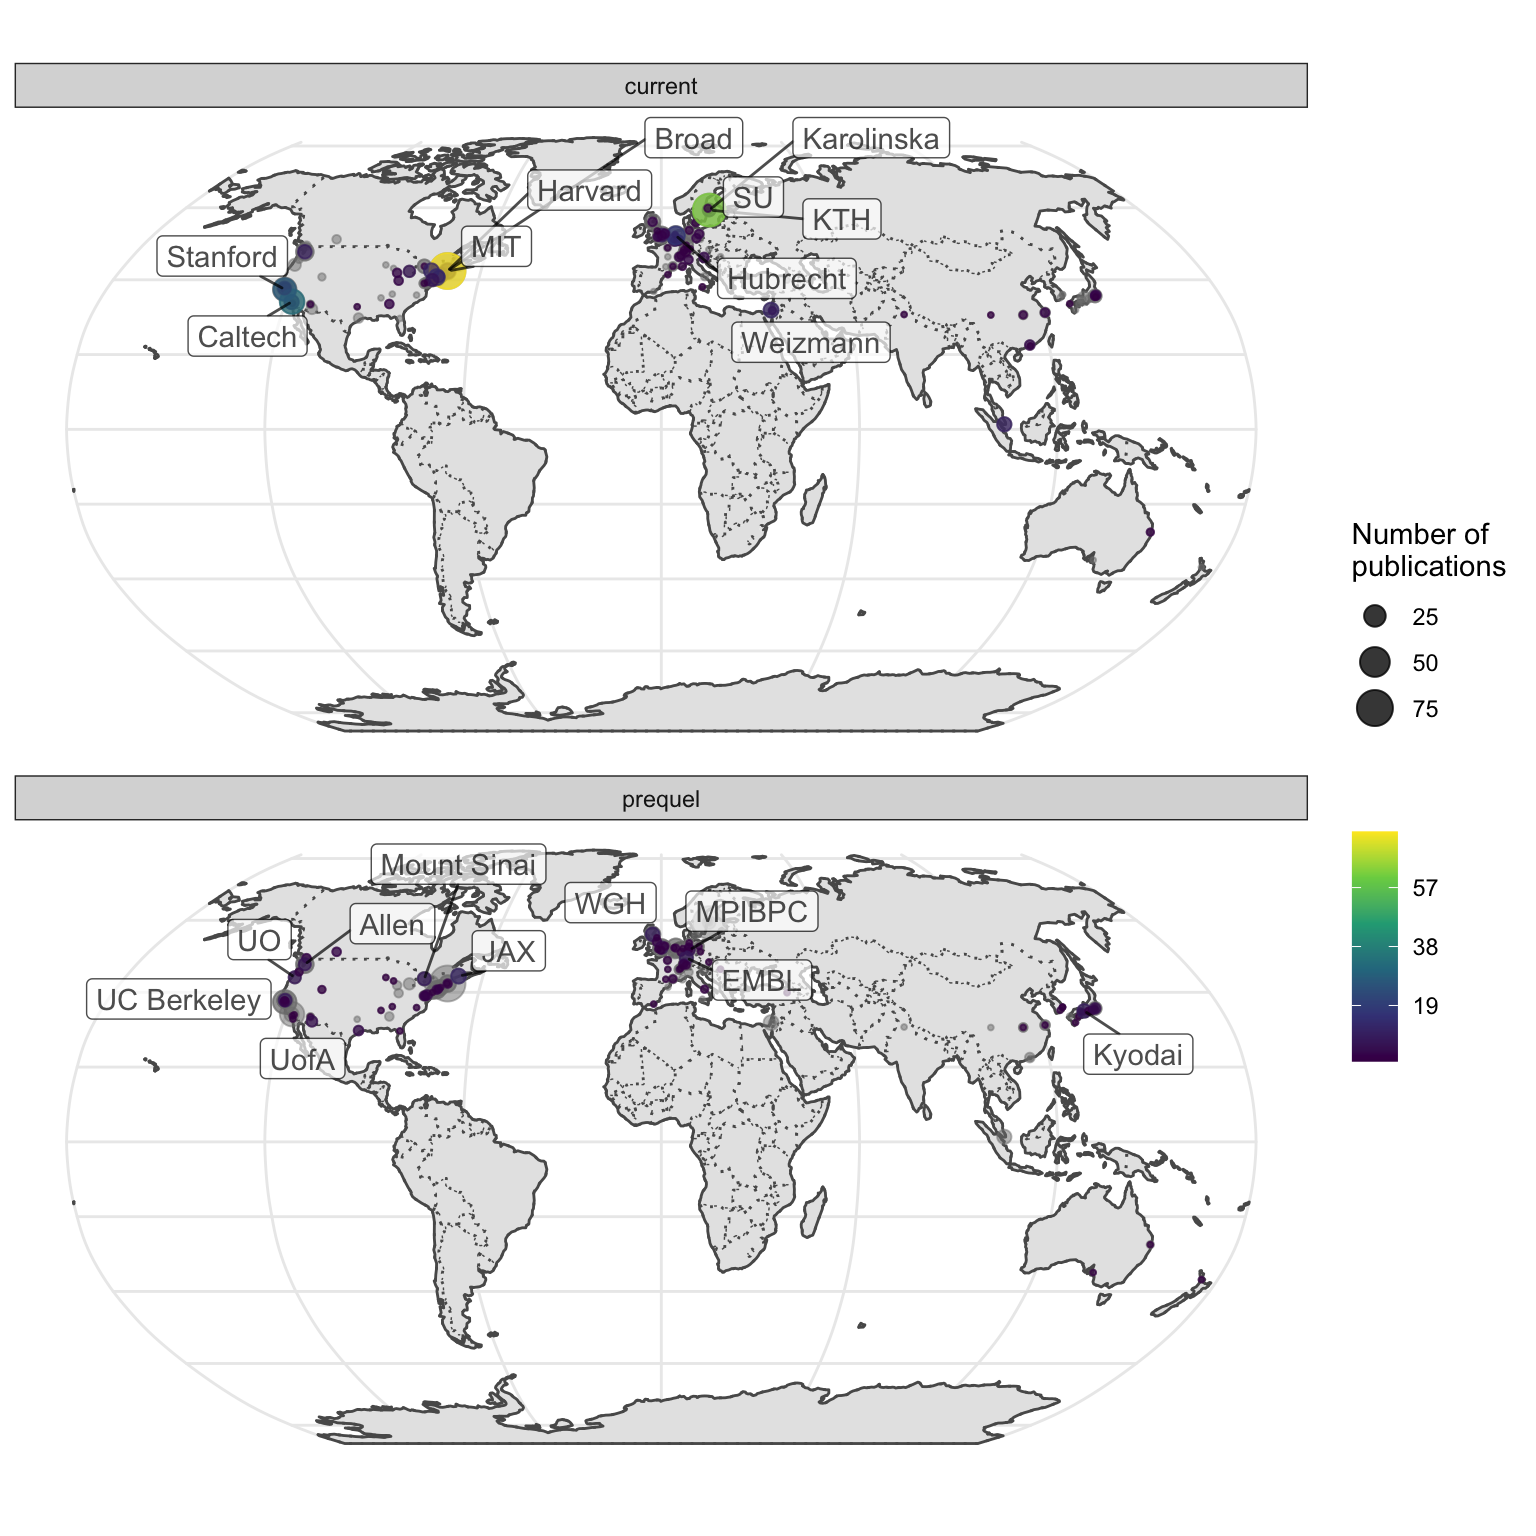 current
Broad
Karolinska
Harvard
SU
KTH
Stanford
MIT
Hubrecht
Caltech
Weizmann
Number of
publications
25
50
75
prequel
Mount Sinai
WGH
MPIBPC
Allen
UO
JAX
EMBL
UC Berkeley
UofA
Kyodai
57
38
19